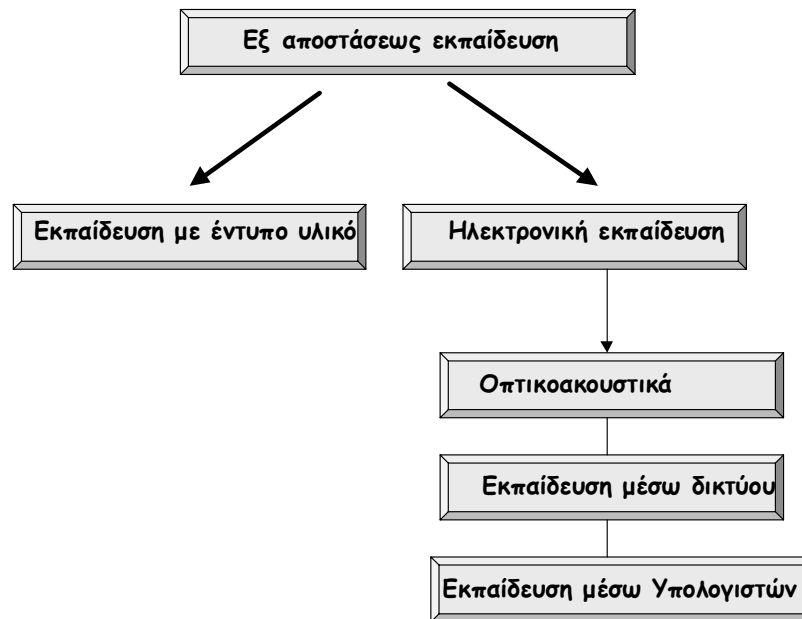 Εξ αποστάσεως εκπαίδευση
Εκπαίδευση με έντυπο υλικό
Ηλεκτρονική εκπαίδευση
Οπτικοακουστικά
Εκπαίδευση μέσω δικτύου
Εκπαίδευση μέσω Υπολογιστών